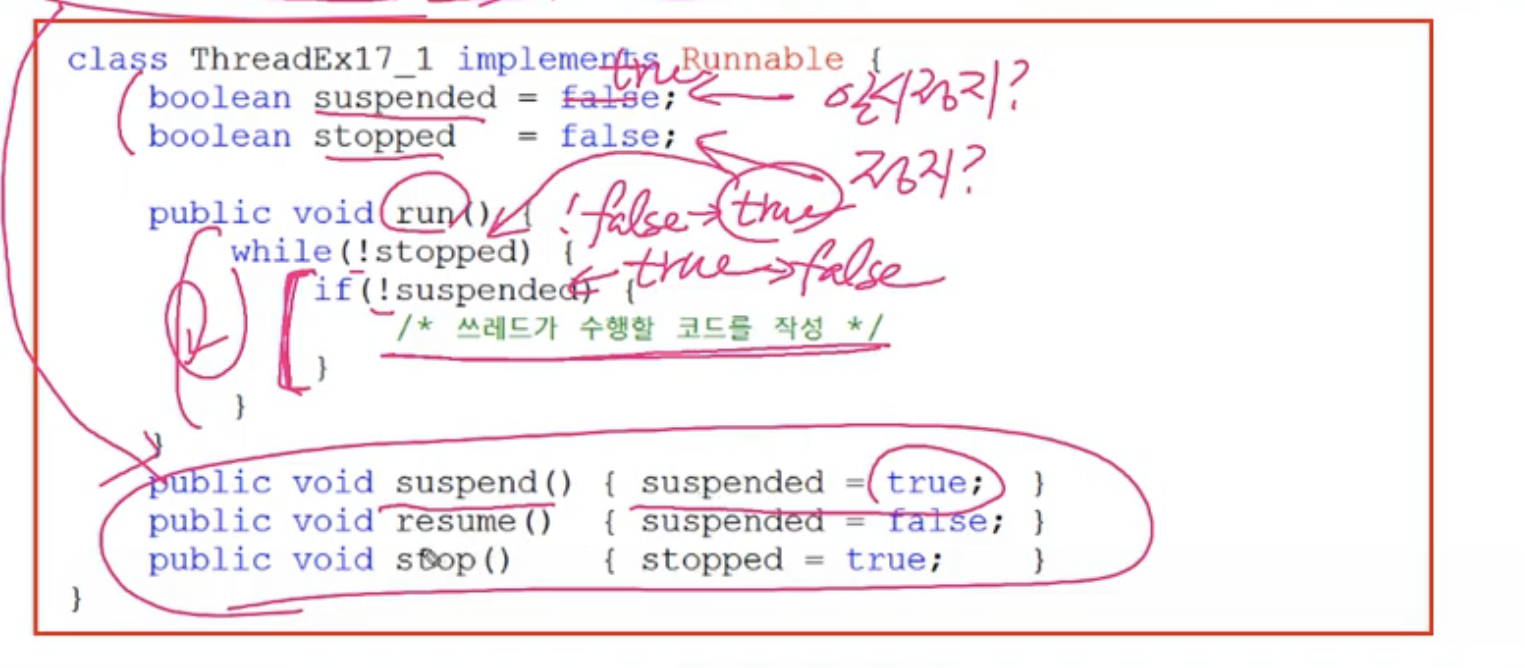 class ThreadEx17_1 implements Runnable {
true
boolean suspended = false; ← 일시정지?
boolean stopped = false;
정지?
public void run() { !false→true
while(!stopped) {
true→false
if(!suspended) {
/* 쓰레드가 수행할 코드를 작성 */
}
}
}
public void suspend() { suspended = true; }
public void resume() { suspended = false; }
public void stop() { stopped = true; }
}